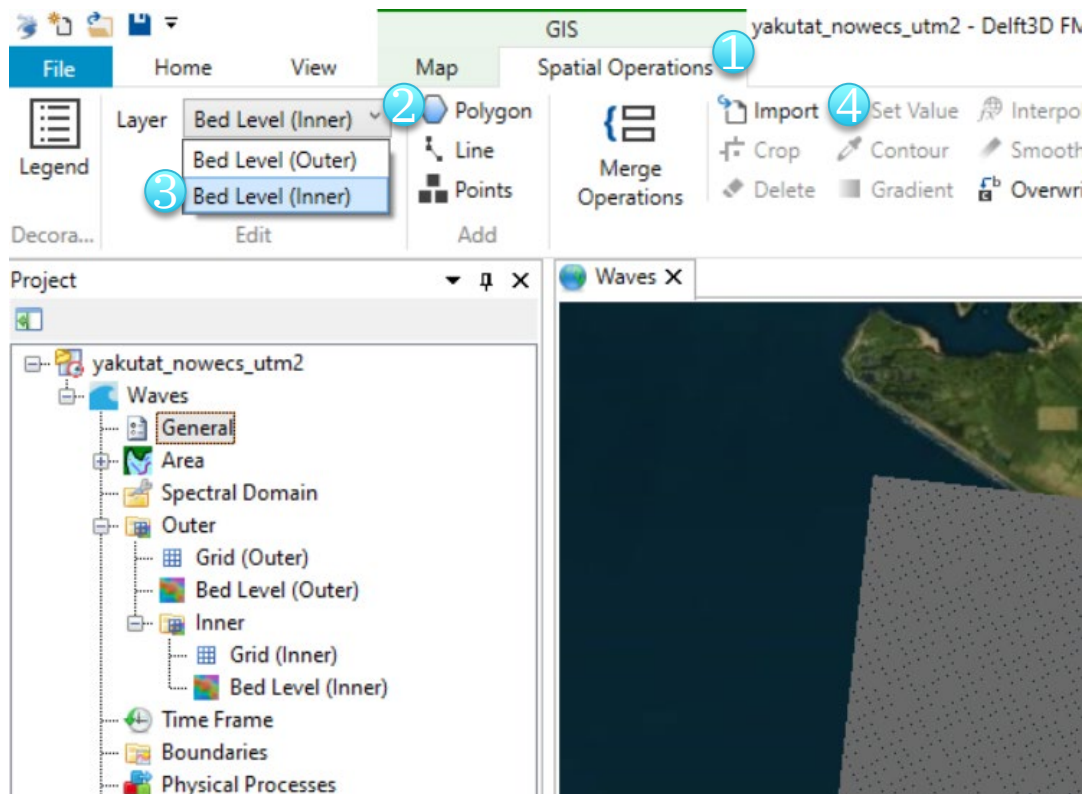 GIS
yakutat_nowecs_utm2 - Delft3D FM
File Home View Map Spatial Operations 1
Layer Bed Level (Inner) 2 Polygon
Import 4 Set Value Interpo
Bed Level (Outer) Line
Crop Contour Smooth
Legend
Merge
3 Bed Level (Inner) Points
Operations
Delete Gradient Overwri
Decora... Edit Add
Project
Waves
yakutat_nowecs_utm2
Waves
General
Area
Spectral Domain
Outer
Grid (Outer)
Bed Level (Outer)
Inner
Grid (Inner)
Bed Level (Inner)
Time Frame
Boundaries
Physical Processes